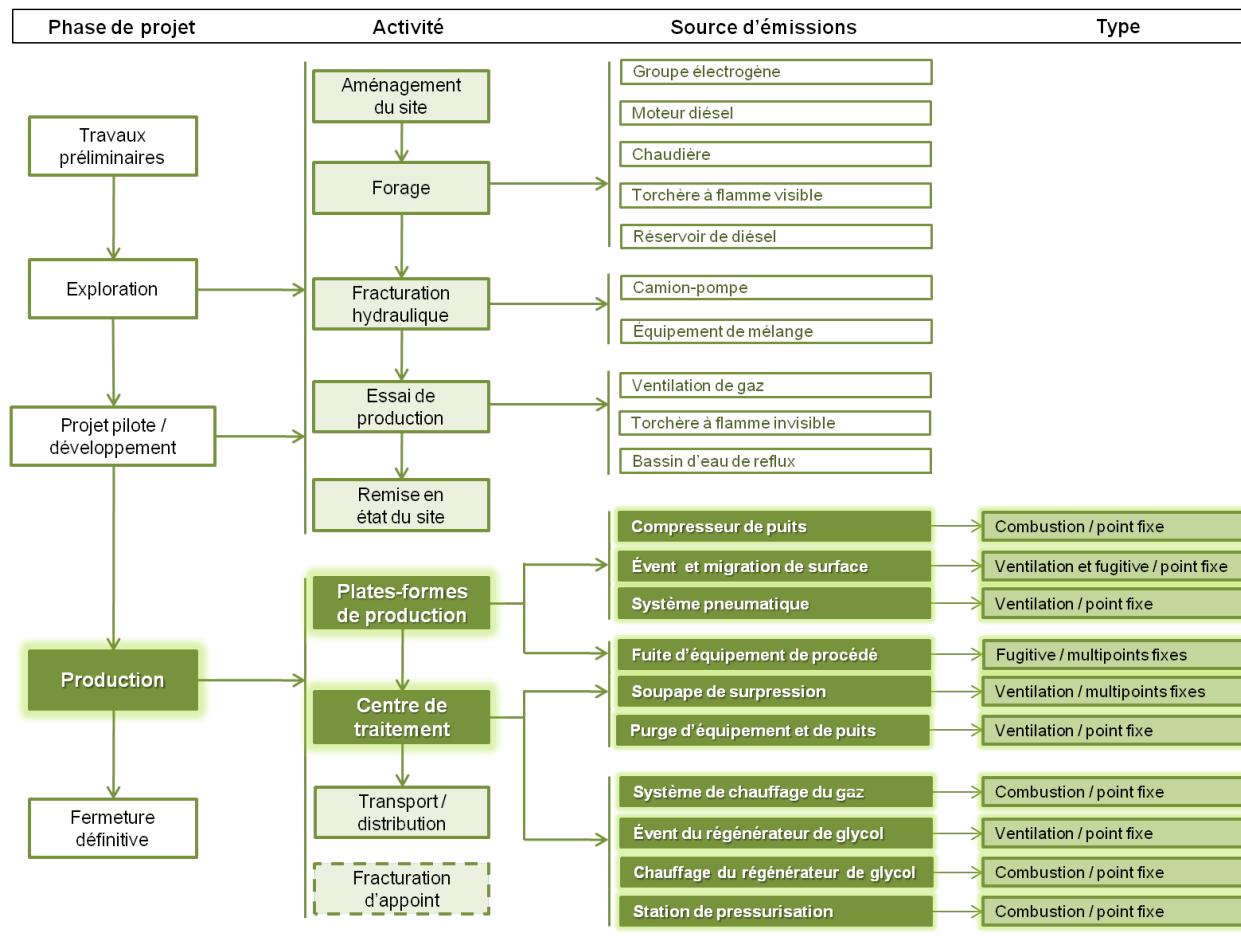 Phase de projet
Activité
Source d'émissions
Type
Travaux
préliminaires
Exploration
Projet pilote /
développement
Production
Fermeture
définitive
Aménagement
du site
Forage
Fracturation
hydraulique
Essai de
production
Remise en
état du site
Plates-formes
de production
Centre de
traitement
Transport /
distribution
Fracturation
d'appoint
Groupe électrogène
Moteur diésel
Chaudière
Torchère à flamme visible
Réservoir de diésel
Camion-pompe
Équipement de mélange
Ventilation de gaz
Torchère à flamme invisible
Bassin d'eau de reflux
Compresseur de puits
Combustion / point fixe
Évent et migration de surface
Ventilation et fugitive / point fixe
Système pneumatique
Ventilation / point fixe
Fuite d'équipement de procédé
Fugitive / multipoints fixes
Soupape de surpression
Ventilation / multipoints fixes
Purge d'équipement et de puits
Ventilation / point fixe
Système de chauffage du gaz
Combustion / point fixe
Évent du régénérateur de glycol
Ventilation / point fixe
Chauffage du régénérateur de glycol
Combustion / point fixe
Station de pressurisation
Combustion / point fixe